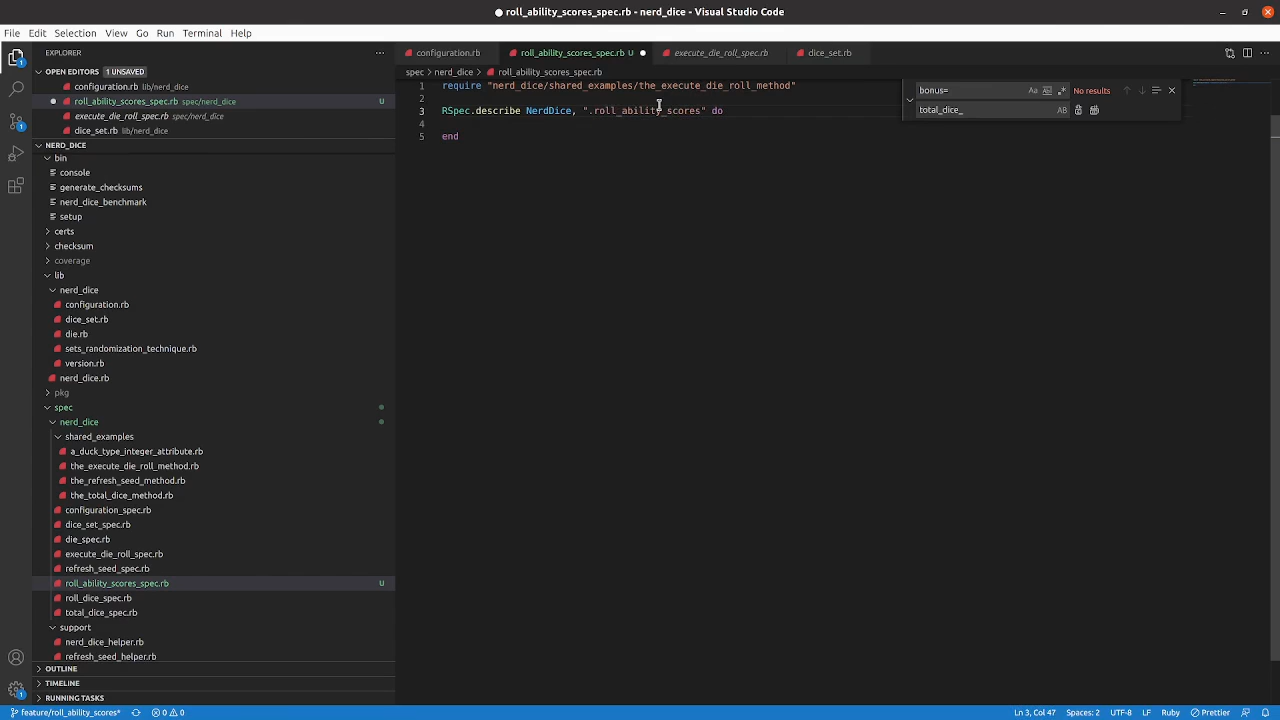 roll_ability_scores_spec.rb - nerd_dice - Visual Studio Code
File Edit Selection View Go Run Terminal Help
EXPLORER
configuration.rb
roll_ability_scores_spec.rb U
execute_die_roll_spec.rb
dice_set.rb
OPEN EDITORS 1 UNSAVED
configuration.rb lib/nerd_dice
roll_ability_scores_spec.rb spec/nerd_dice U
execute_die_roll_spec.rb spec/nerd_dice
dice_set.rb lib/nerd_dice
NERD_DICE
bin
console
generate_checksums
nerd_dice_benchmark
setup
certs
checksum
coverage
lib
nerd_dice
configuration.rb
dice_set.rb
die.rb
sets_randomization_technique.rb
version.rb
nerd_dice.rb
pkg
spec
nerd_dice
shared_examples
a_duck_type_integer_attribute.rb
the_execute_die_roll_method.rb
the_refresh_seed_method.rb
the_total_dice_method.rb
configuration_spec.rb
dice_set_spec.rb
die_spec.rb
execute_die_roll_spec.rb
refresh_seed_spec.rb
roll_ability_scores_spec.rb U
roll_dice_spec.rb
total_dice_spec.rb
support
nerd_dice_helper.rb
refresh_seed_helper.rb
OUTLINE
TIMELINE
RUNNING TASKS
spec > nerd_dice > roll_ability_scores_spec.rb
1 require "nerd_dice/shared_examples/the_execute_die_roll_method"
2
3 RSpec.describe NerdDice, ".roll_ability_scores" do
4
5 end
bonus= Aa ab .* No results
total_dice_ AB
feature/roll_ability_scores* 0 0 Ln 3, Col 47 Spaces: 2 UTF-8 LF Ruby Prettier